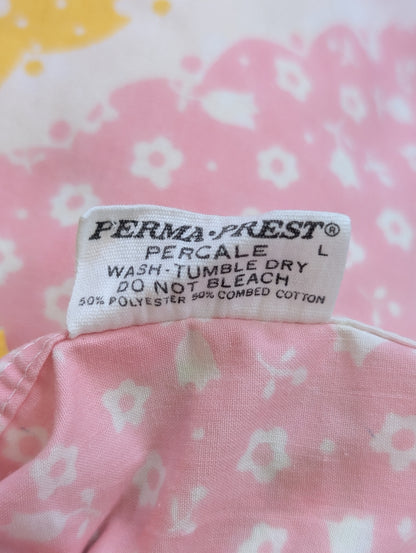 PERMA·PREST®
PERCALE L
WASH·TUMBLE DRY
DO NOT BLEACH
50% POLYESTER 50% COMBED COTTON